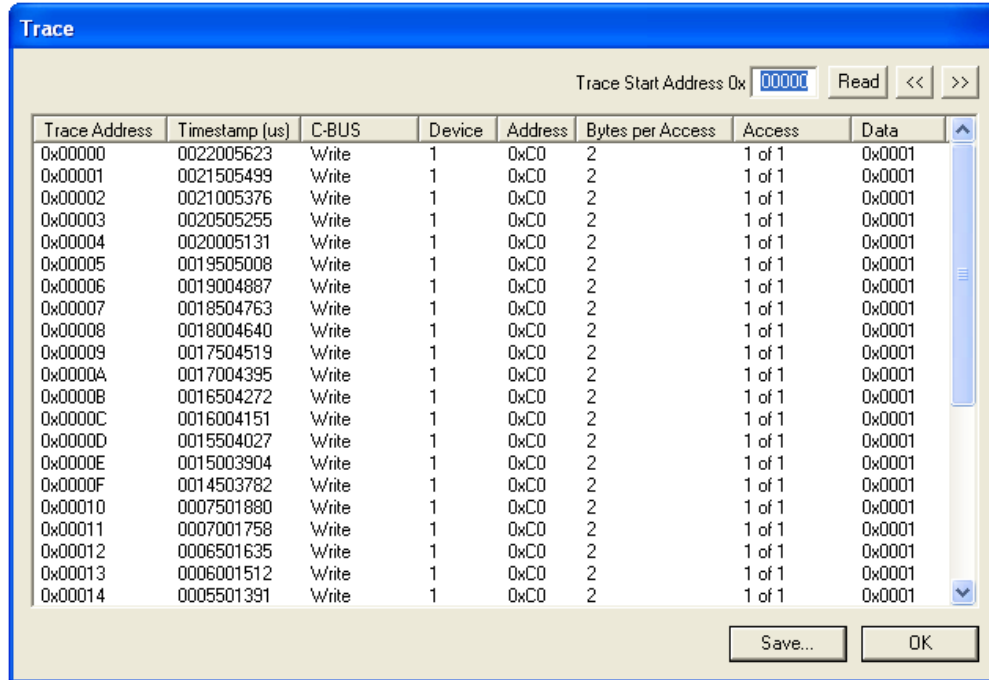 Trace
Trace Start Address 0x 00000 Read << >>
Trace Address Timestamp (us) C-BUS Device Address Bytes per Access Access Data
0x00000 0022005623 Write 1 0xC0 2 1 of 1 0x0001
0x00001 0021505499 Write 1 0xC0 2 1 of 1 0x0001
0x00002 0021005376 Write 1 0xC0 2 1 of 1 0x0001
0x00003 0020505255 Write 1 0xC0 2 1 of 1 0x0001
0x00004 0020005131 Write 1 0xC0 2 1 of 1 0x0001
0x00005 0019505008 Write 1 0xC0 2 1 of 1 0x0001
0x00006 0019004887 Write 1 0xC0 2 1 of 1 0x0001
0x00007 0018504763 Write 1 0xC0 2 1 of 1 0x0001
0x00008 0018004640 Write 1 0xC0 2 1 of 1 0x0001
0x00009 0017504519 Write 1 0xC0 2 1 of 1 0x0001
0x0000A 0017004395 Write 1 0xC0 2 1 of 1 0x0001
0x0000B 0016504272 Write 1 0xC0 2 1 of 1 0x0001
0x0000C 0016004151 Write 1 0xC0 2 1 of 1 0x0001
0x0000D 0015504027 Write 1 0xC0 2 1 of 1 0x0001
0x0000E 0015003904 Write 1 0xC0 2 1 of 1 0x0001
0x0000F 0014503782 Write 1 0xC0 2 1 of 1 0x0001
0x00010 0007501880 Write 1 0xC0 2 1 of 1 0x0001
0x00011 0007001758 Write 1 0xC0 2 1 of 1 0x0001
0x00012 0006501635 Write 1 0xC0 2 1 of 1 0x0001
0x00013 0006001512 Write 1 0xC0 2 1 of 1 0x0001
0x00014 0005501391 Write 1 0xC0 2 1 of 1 0x0001
Save... OK